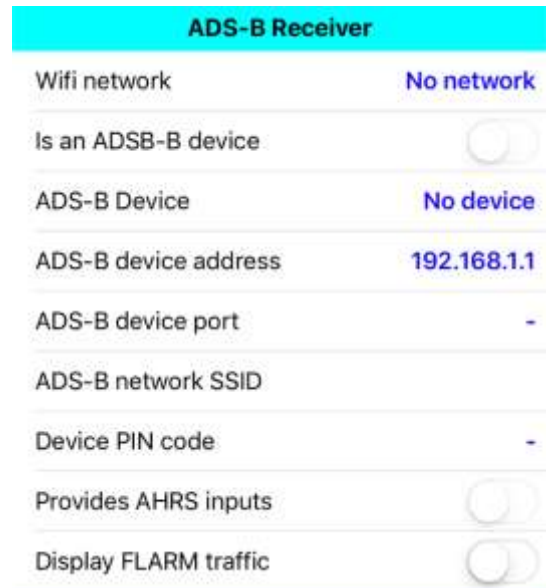 ADS-B Receiver
Wifi network No network
Is an ADSB-B device
ADS-B Device No device
ADS-B device address 192.168.1.1
ADS-B device port -
ADS-B network SSID
Device PIN code -
Provides AHRS inputs
Display FLARM traffic